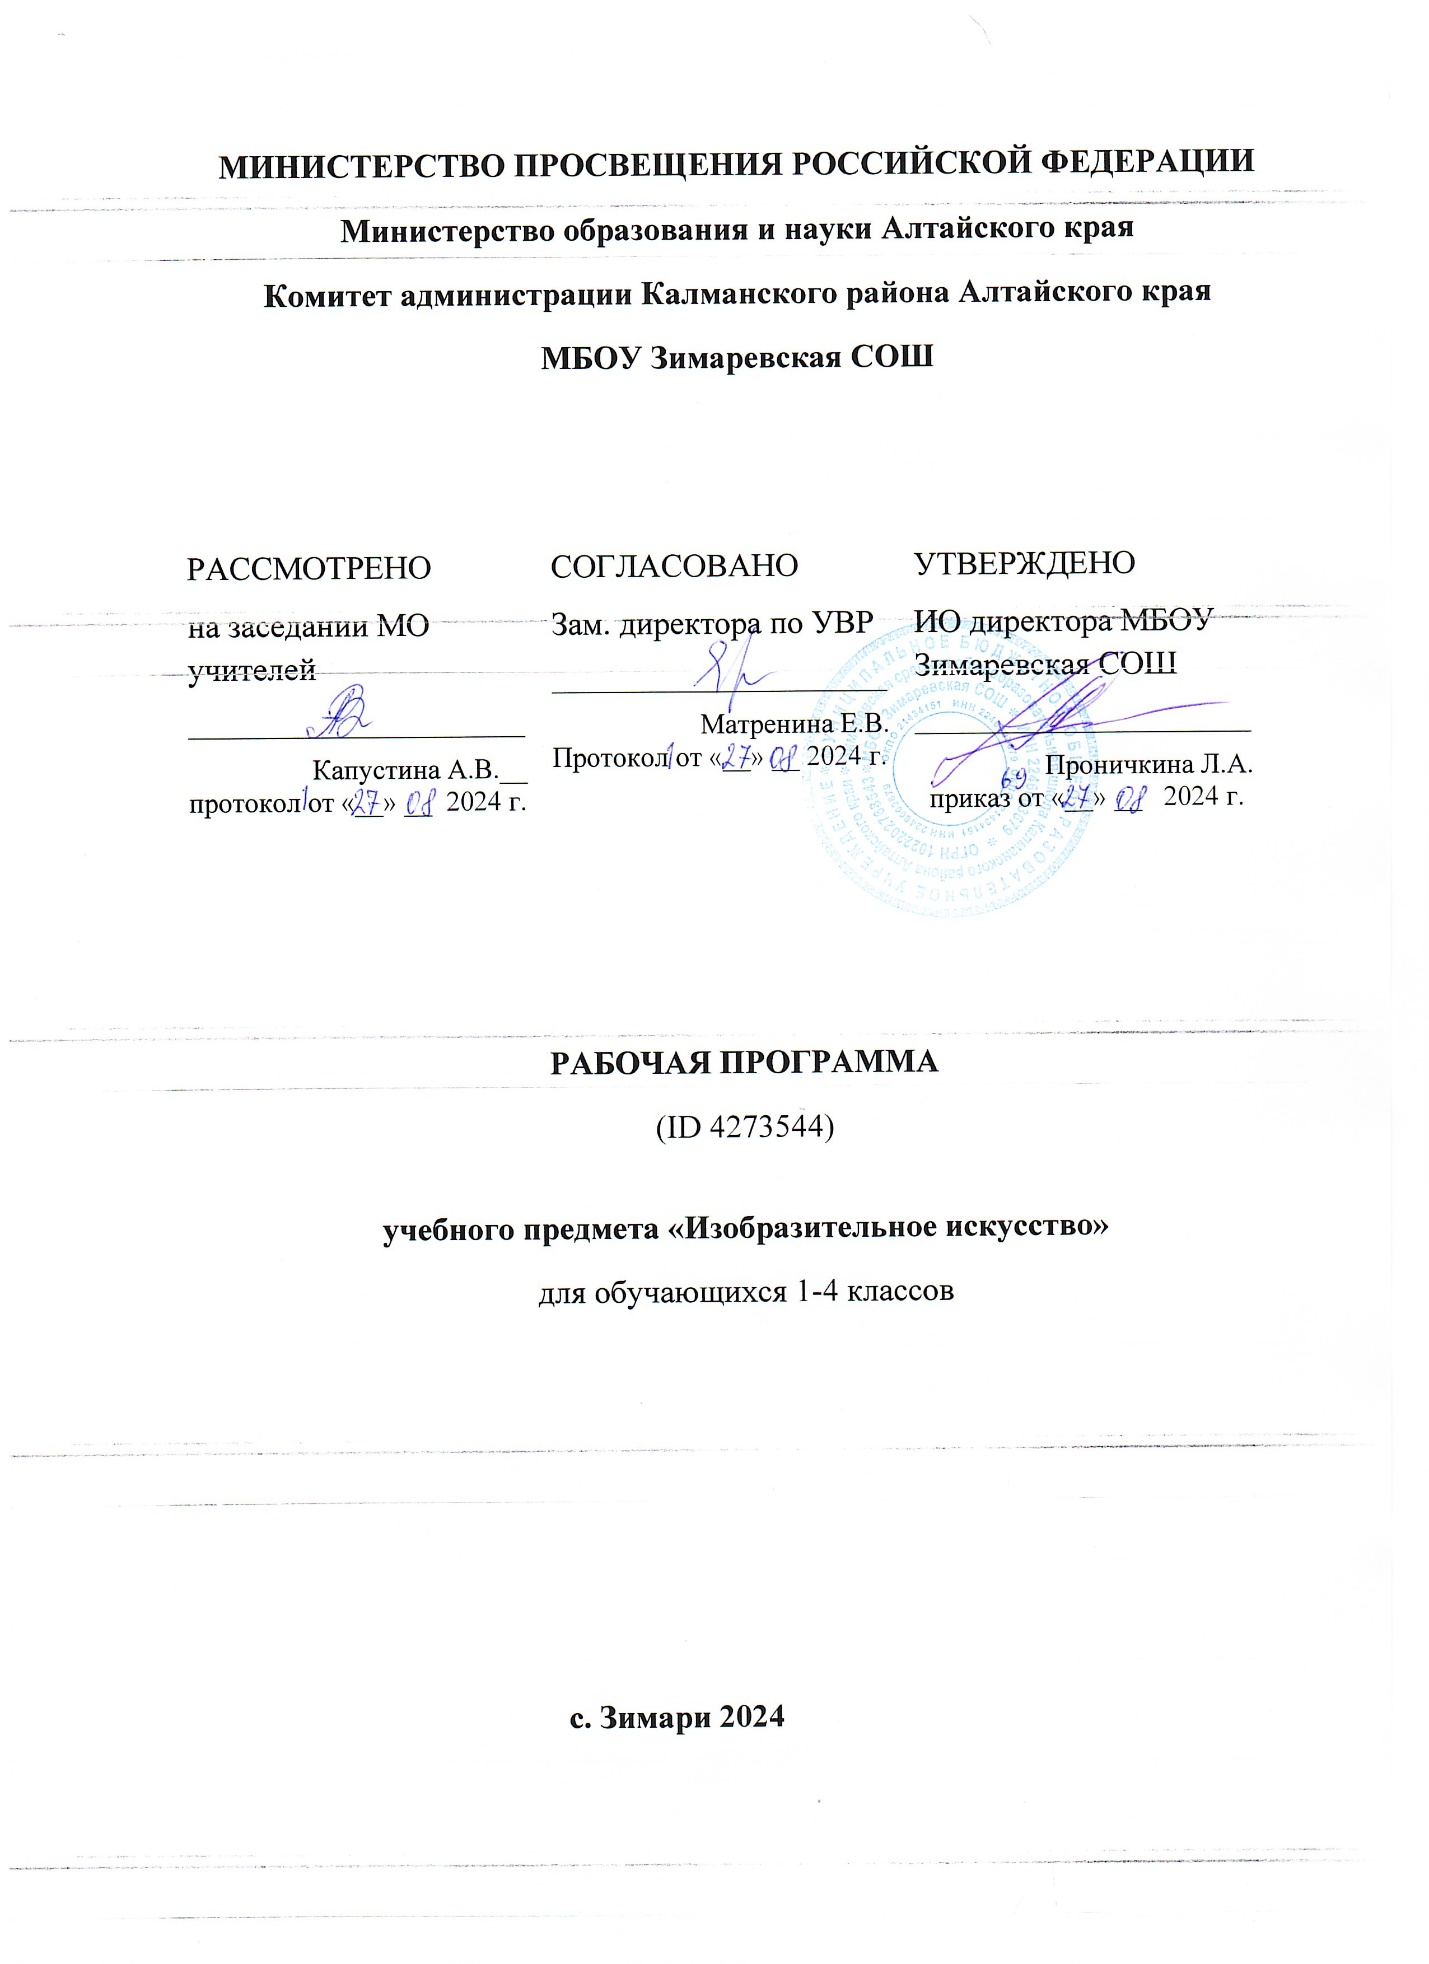 МИНИСТЕРСТВО ПРОСВЕЩЕНИЯ РОССИЙСКОЙ ФЕДЕРАЦИИ
Министерство образования и науки Алтайского края
Комитет администрации Калманского района Алтайского края
МБОУ Зимаревская СОШ
РАССМОТРЕНО
на заседании МО
учителей
Капустина А.В.__
протокол 1 от «27» 08 2024 г.
СОГЛАСОВАНО
Зам. директора по УВР
Матренина Е.В.
Протокол 1 от «27» 08 2024 г.
УТВЕРЖДЕНО
ИО директора МБОУ
Зимаревская СОШ
Проничкина Л.А.
приказ 69 от «27» 08 2024 г.
РАБОЧАЯ ПРОГРАММА
(ID 4273544)
учебного предмета «Изобразительное искусство»
для обучающихся 1-4 классов
с. Зимари 2024